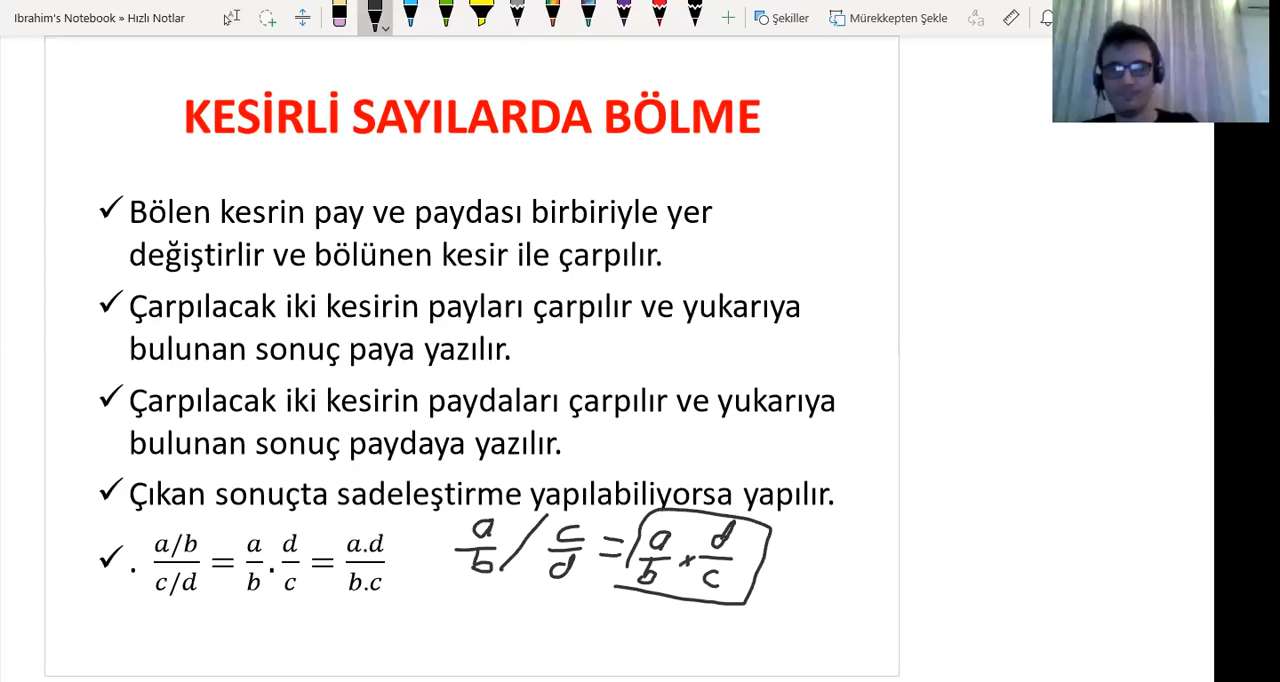 Ibrahim's Notebook » Hızlı Notlar
Şekiller
Mürekkepten Şekle
KESİRLİ SAYILARDA BÖLME
✓ Bölen kesrin pay ve paydası birbiriyle yer
değiştirlir ve bölünen kesir ile çarpılır.
✓ Çarpılacak iki kesirin payları çarpılır ve yukarıya
bulunan sonuç paya yazılır.
✓ Çarpılacak iki kesirin paydaları çarpılır ve yukarıya
bulunan sonuç paydaya yazılır.
✓ Çıkan sonuçta sadeleştirme yapılabiliyorsa yapılır.
✓ . (a/b)/(c/d) = a/b . d/c = a.d/b.c
a/b / c/d = a/b × d/c